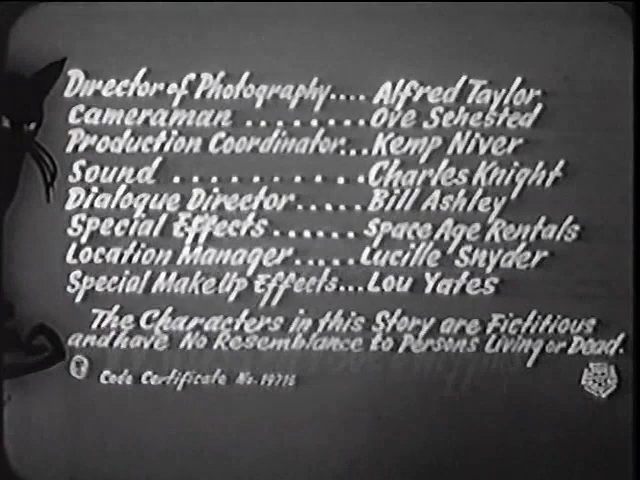 Director of Photography.... Alfred Taylor
Cameraman ........ Ove Sehested
Production Coordinator... Kemp Niver
Sound ........... Charles Knight
Dialogue Director...... Bill Ashley
Special Effects....... Space Age Rentals
Location Manager...... Lucille Snyder
Special MakeUp Effects... Lou Yates
The Characters in this Story are Fictitious
and have No Resemblance to Persons Living or Dead.
Code Certificate No. 19716